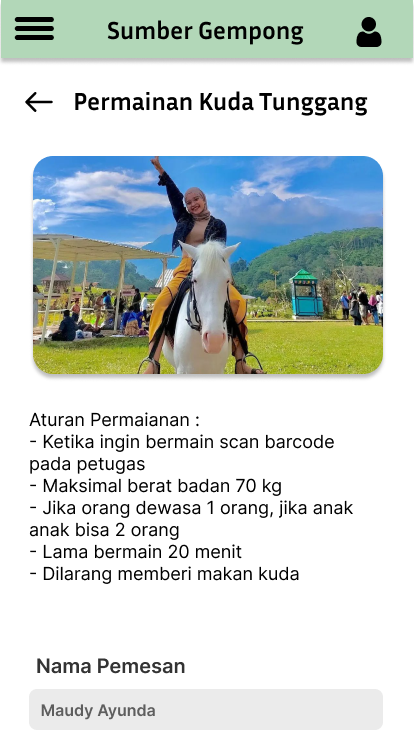 Sumber Gempong
Permainan Kuda Tunggang
Aturan Permaianan :
- Ketika ingin bermain scan barcode
pada petugas
- Maksimal berat badan 70 kg
- Jika orang dewasa 1 orang, jika anak
anak bisa 2 orang
- Lama bermain 20 menit
- Dilarang memberi makan kuda
Nama Pemesan
Maudy Ayunda